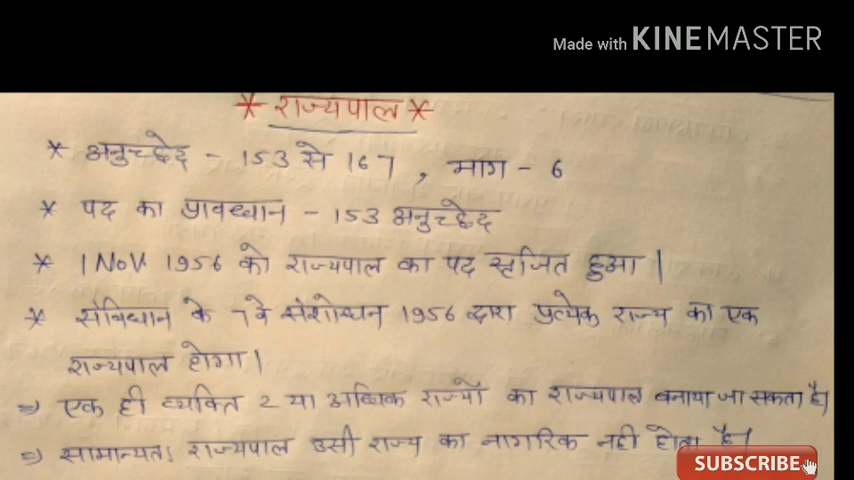 Made with KINEMASTER
* राज्यपाल *
* अनुच्छेद - 153 से 167, भाग - 6
* पद का प्रावधान - 153 अनुच्छेद
* 1 Nov. 1956 को राज्यपाल का पद सृजित हुआ।
* संविधान के 7वे संशोधन 1956 द्वारा प्रत्येक राज्य का एक
राज्यपाल होगा।
⇒ एक ही व्यक्ति 2 या अधिक राज्यों का राज्यपाल बनाया जा सकता है।
⇒ सामान्यतः राज्यपाल उसी राज्य का नागरिक नही होता है।
SUBSCRIBE